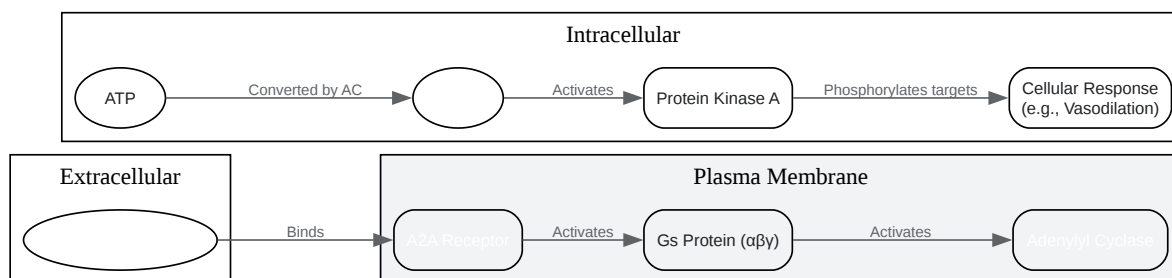 Intracellular
ATP
Converted by AC
Activates
Protein Kinase A
Phosphorylates targets
Cellular Response
(e.g., Vasodilation)
Extracellular
Plasma Membrane
Binds
A2A Receptor
Activates
Gs Protein (αβγ)
Activates
Adenylyl Cyclase